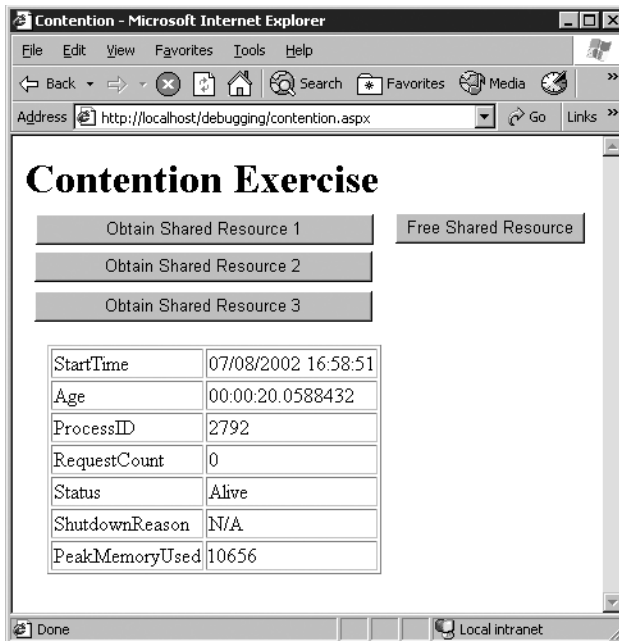 Contention - Microsoft Internet Explorer
File Edit View Favorites Tools Help
Back Search Favorites Media »
Address http://localhost/debugging/contention.aspx Go Links »
Contention Exercise
Obtain Shared Resource 1 Free Shared Resource
Obtain Shared Resource 2
Obtain Shared Resource 3
StartTime 07/08/2002 16:58:51
Age 00:00:20.0588432
ProcessID 2792
RequestCount 0
Status Alive
ShutdownReason N/A
PeakMemoryUsed 10656
Done Local intranet